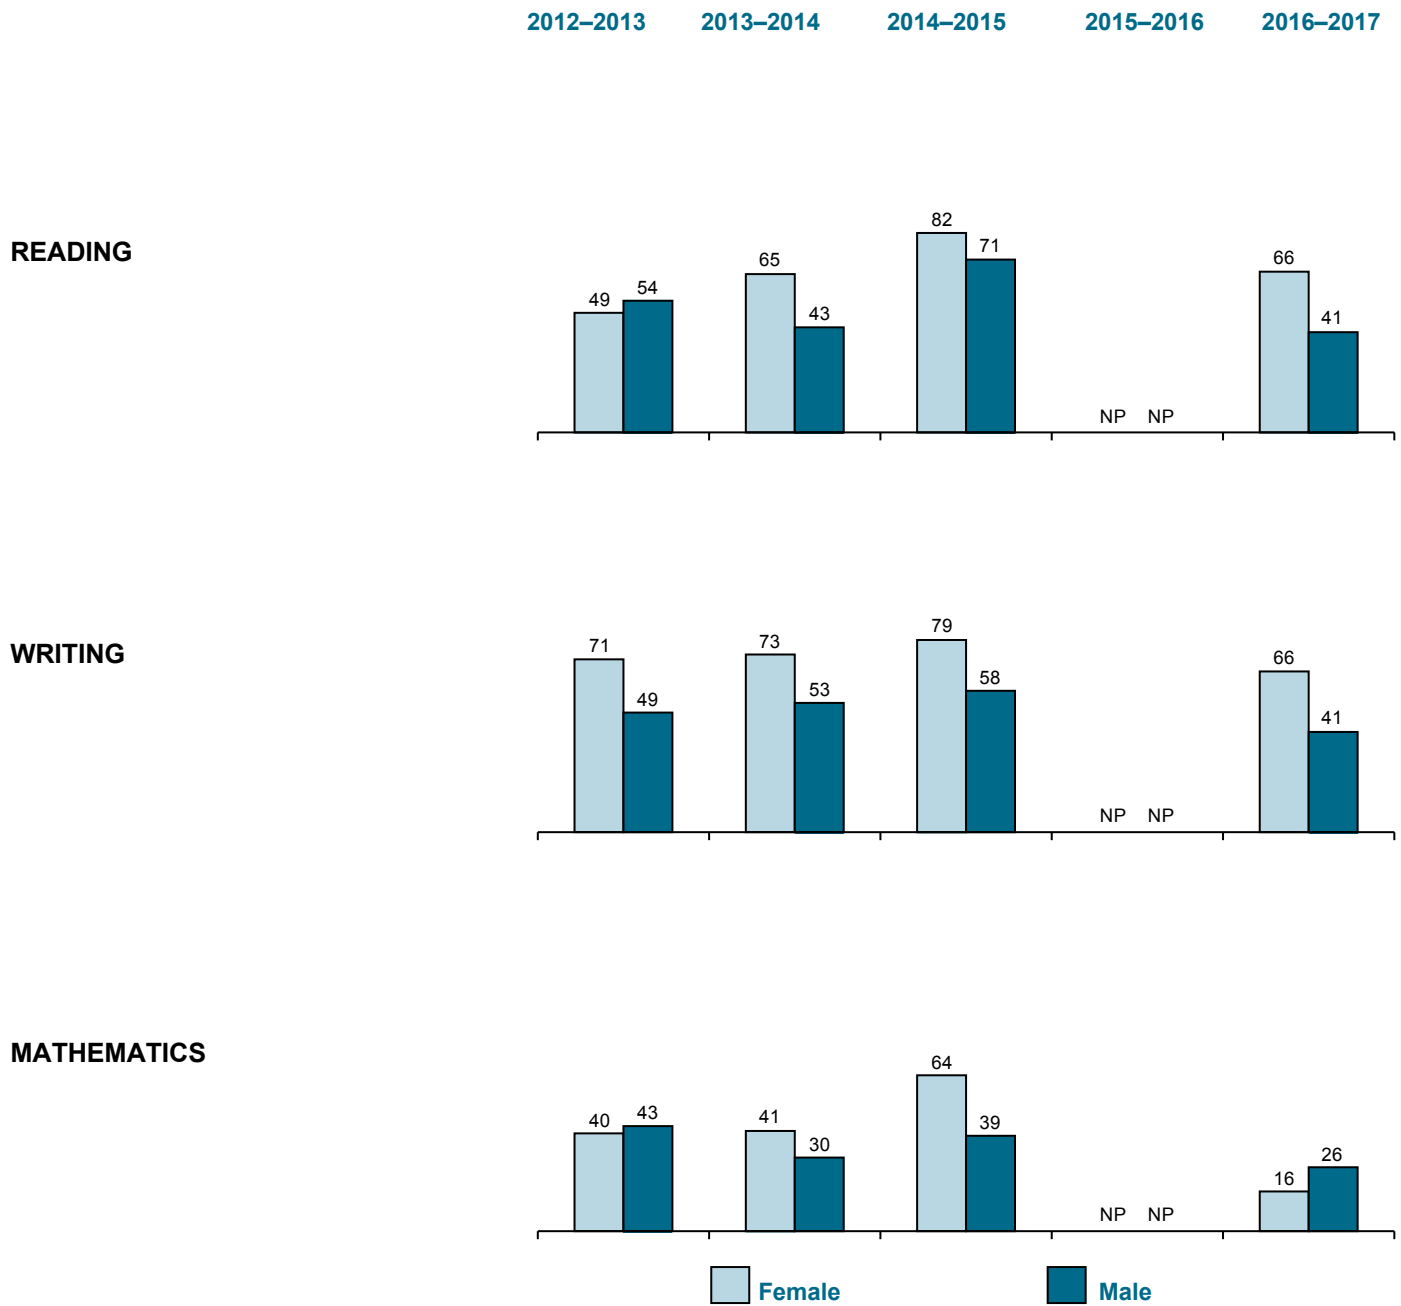 2012–2013 2013–2014 2014–2015 2015–2016 2016–2017
READING
49 54 65 43 82 71 NP NP 66 41
WRITING
71 49 73 53 79 58 NP NP 66 41
MATHEMATICS
40 43 41 30 64 39 NP NP 16 26
Female Male